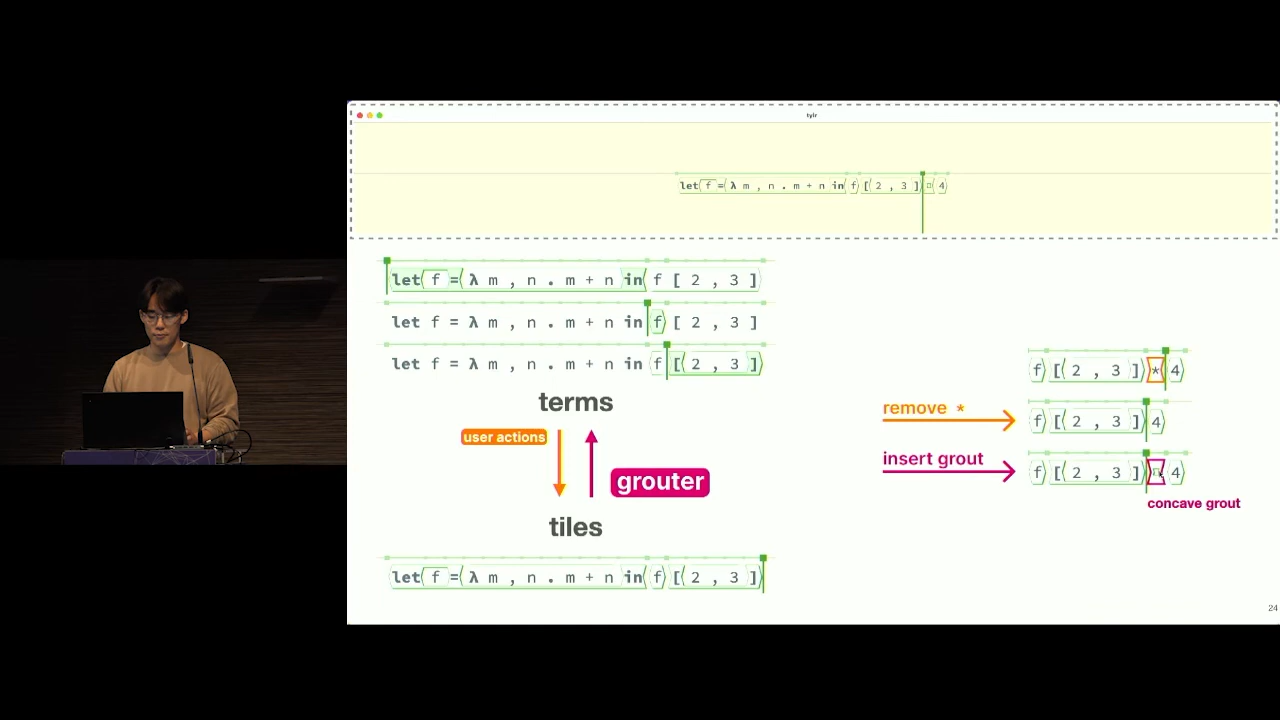 tylr
let f = λ m , n . m + n in f [ 2 , 3 ] 4
let f = λ m , n . m + n in f [ 2 , 3 ]
let f = λ m , n . m + n in f [ 2 , 3 ]
let f = λ m , n . m + n in f [ 2 , 3 ]
terms
user actions
grouter
tiles
let f = λ m , n . m + n in f [ 2 , 3 ]
f [ 2 , 3 ] * 4
remove *
f [ 2 , 3 ] 4
insert grout
f [ 2 , 3 ] 4
concave grout
24